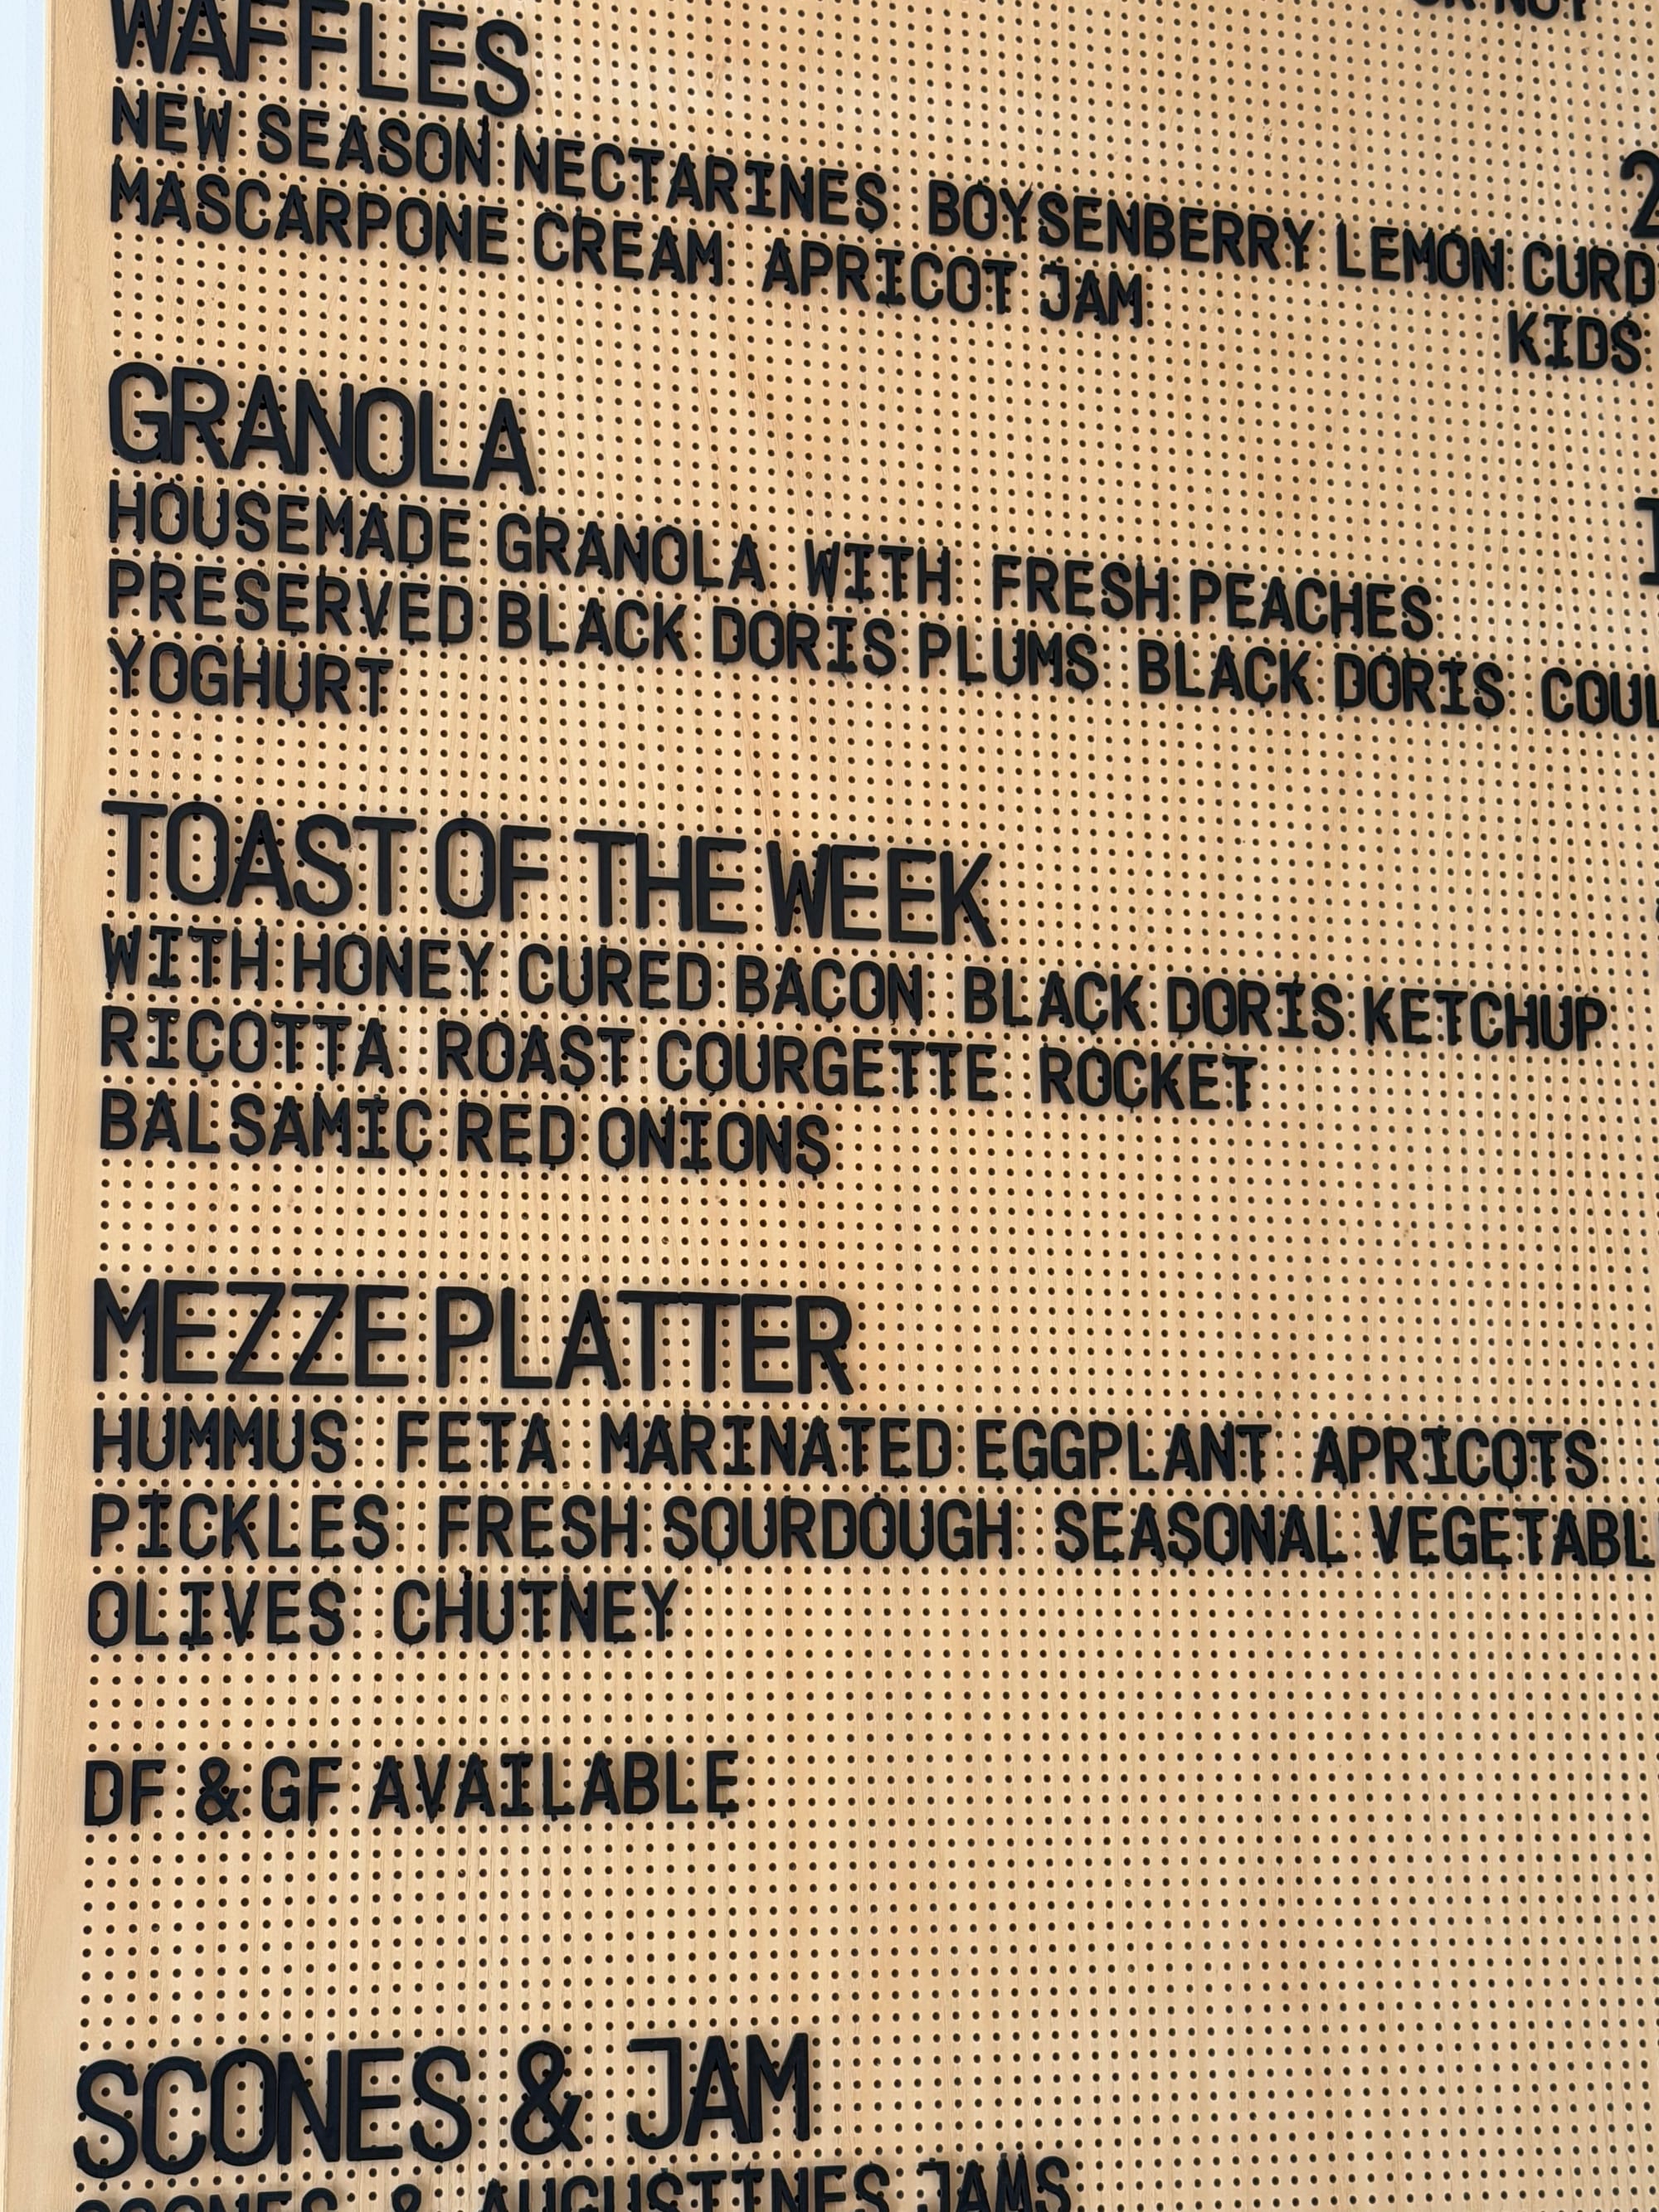 WAFFLES
NEW SEASON NECTARINES BOYSENBERRY LEMON CURD
MASCARPONE CREAM APRICOT JAM
KIDS
GRANOLA
HOUSEMADE GRANOLA WITH FRESH PEACHES
PRESERVED BLACK DORIS PLUMS BLACK DORIS
YOGHURT
TOAST OF THE WEEK
WITH HONEY CURED BACON BLACK DORIS KETCHUP
RICOTTA ROAST COURGETTE ROCKET
BALSAMIC RED ONIONS
MEZZE PLATTER
HUMMUS FETA MARINATED EGGPLANT APRICOTS
PICKLES FRESH SOURDOUGH SEASONAL
OLIVES CHUTNEY
DF & GF AVAILABLE
SCONES & JAM
SCONES & AUGUSTINES JAMS